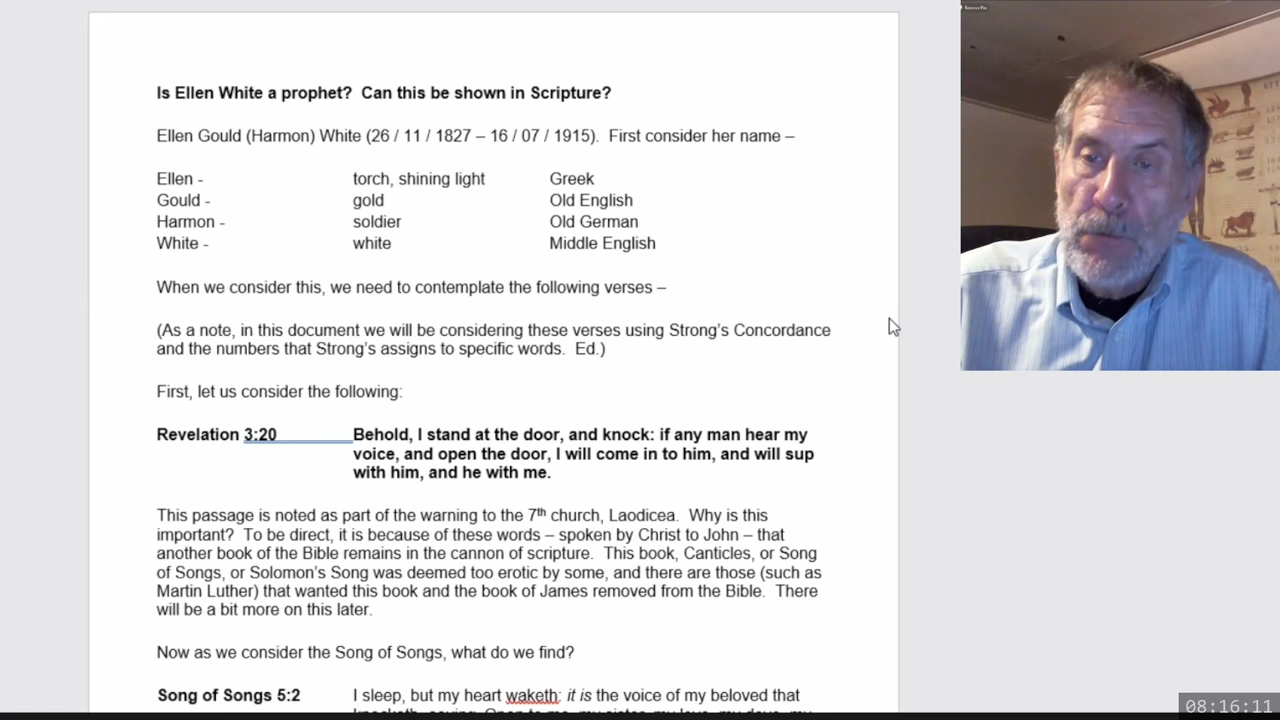 Is Ellen White a prophet? Can this be shown in Scripture?
Ellen Gould (Harmon) White (26 / 11 / 1827 – 16 / 07 / 1915). First consider her name –
Ellen - torch, shining light Greek
Gould - gold Old English
Harmon - soldier Old German
White - white Middle English
When we consider this, we need to contemplate the following verses –
(As a note, in this document we will be considering these verses using Strong's Concordance
and the numbers that Strong's assigns to specific words. Ed.)
First, let us consider the following:
Revelation 3:20 Behold, I stand at the door, and knock: if any man hear my
voice, and open the door, I will come in to him, and will sup
with him, and he with me.
This passage is noted as part of the warning to the 7th church, Laodicea. Why is this
important? To be direct, it is because of these words – spoken by Christ to John – that
another book of the Bible remains in the cannon of scripture. This book, Canticles, or Song
of Songs, or Solomon's Song was deemed too erotic by some, and there are those (such as
Martin Luther) that wanted this book and the book of James removed from the Bible. There
will be a bit more on this later.
Now as we consider the Song of Songs, what do we find?
Song of Songs 5:2 I sleep, but my heart waketh: it is the voice of my beloved that
08:16:11